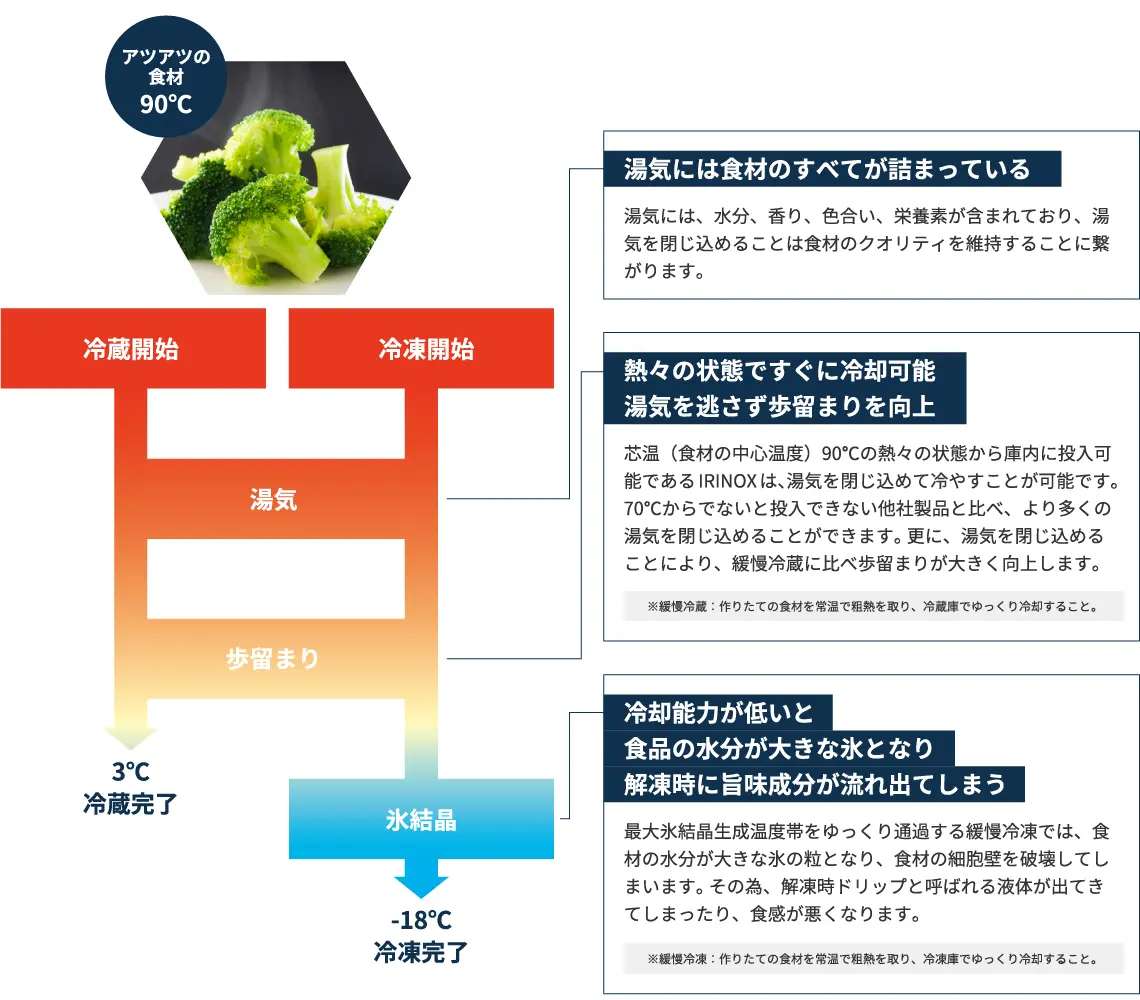 アツアツの
食材
90℃
冷蔵開始
冷凍開始
湯気
歩留まり
3℃
冷蔵完了
氷結晶
-18℃
冷凍完了
湯気には食材のすべてが詰まっている
湯気には、水分、香り、色合い、栄養素が含まれており、湯
気を閉じ込めることは食材のクオリティを維持することに繋
がります。
熱々の状態ですぐに冷却可能
湯気を逃さず歩留まりを向上
芯温（食材の中心温度）90℃の熱々の状態から庫内に投入可
能であるIRINOXは、湯気を閉じ込めて冷やすことが可能です。
70℃からでないと投入できない他社製品と比べ、より多くの
湯気を閉じ込めることができます。更に、湯気を閉じ込める
ことにより、緩慢冷蔵に比べ歩留まりが大きく向上します。
※緩慢冷蔵：作りたての食材を常温で粗熱を取り、冷蔵庫でゆっくり冷却すること。
冷却能力が低いと
食品の水分が大きな氷となり
解凍時に旨味成分が流れ出てしまう
最大氷結晶生成温度帯をゆっくり通過する緩慢冷凍では、食
材の水分が大きな氷の粒となり、食材の細胞壁を破壊してし
まいます。その為、解凍時ドリップと呼ばれる液体が出てき
てしまったり、食感が悪くなります。
※緩慢冷凍：作りたての食材を常温で粗熱を取り、冷凍庫でゆっくり冷却すること。